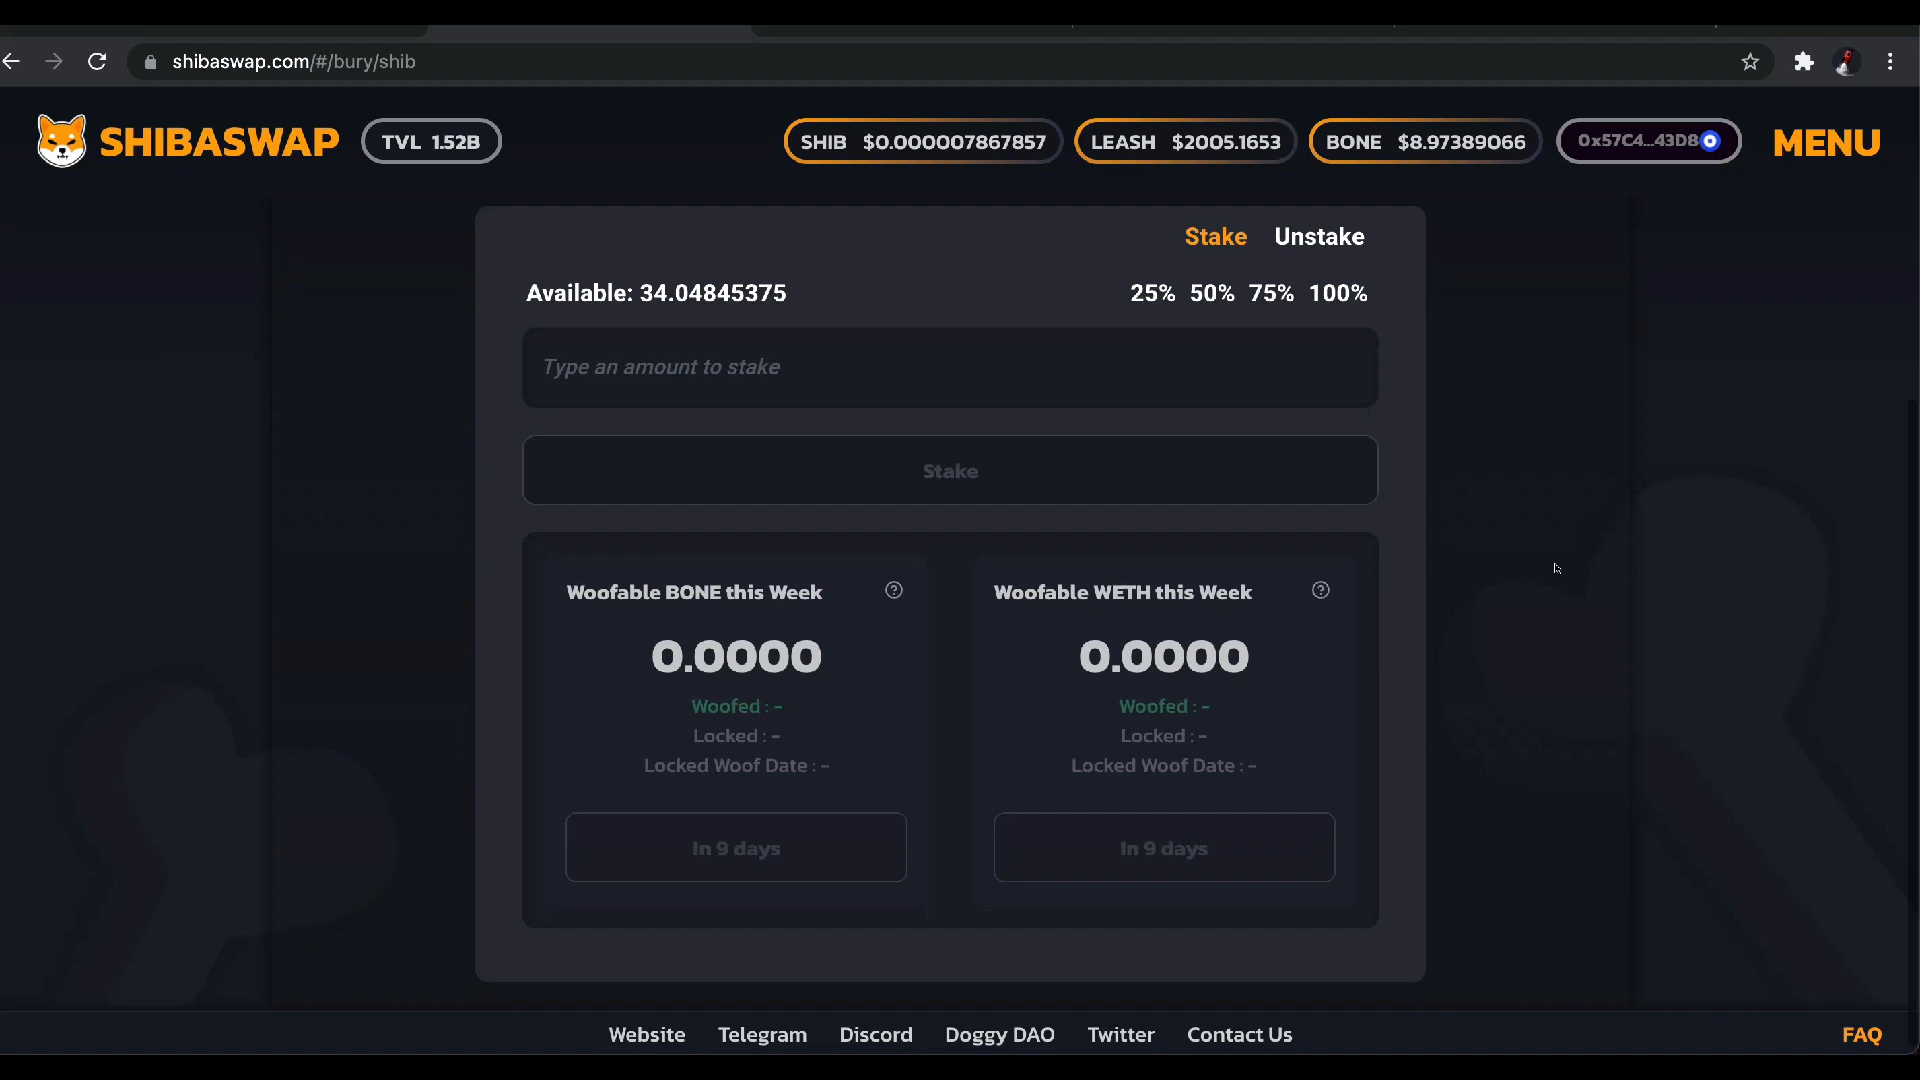 shibaswap.com/#/bury/shib
SHIBASWAP TVL 1.52B SHIB $0.000007867857 LEASH $2005.1653 BONE $8.97389066 0x57C4...43D8 MENU
Stake Unstake
Available: 34.04845375 25% 50% 75% 100%
Type an amount to stake
Stake
Woofable BONE this Week ? Woofable WETH this Week ?
0.0000 0.0000
Woofed : - Woofed : -
Locked : - Locked : -
Locked Woof Date : - Locked Woof Date : -
In 9 days In 9 days
Website Telegram Discord Doggy DAO Twitter Contact Us FAQ